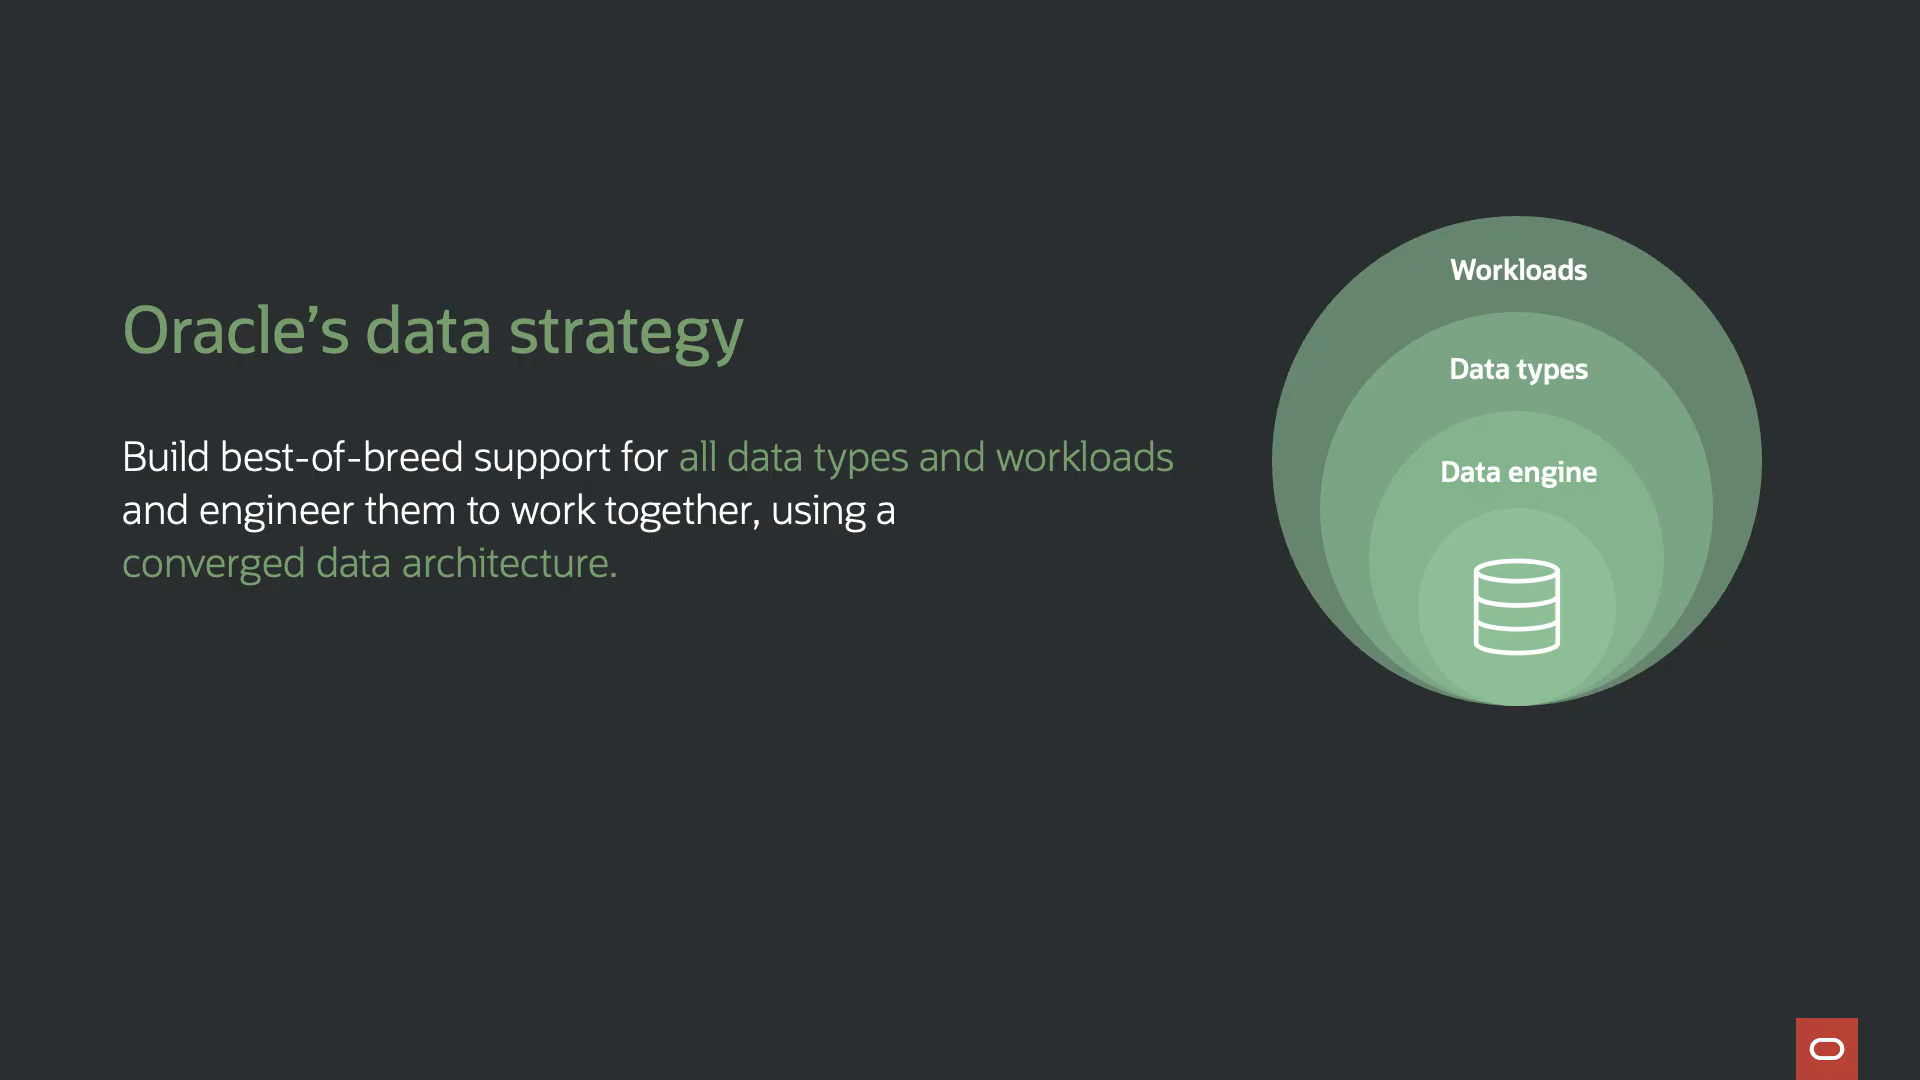 Oracle’s data strategy
Build best-of-breed support for all data types and workloads
and engineer them to work together, using a
converged data architecture.
Workloads
Data types
Data engine